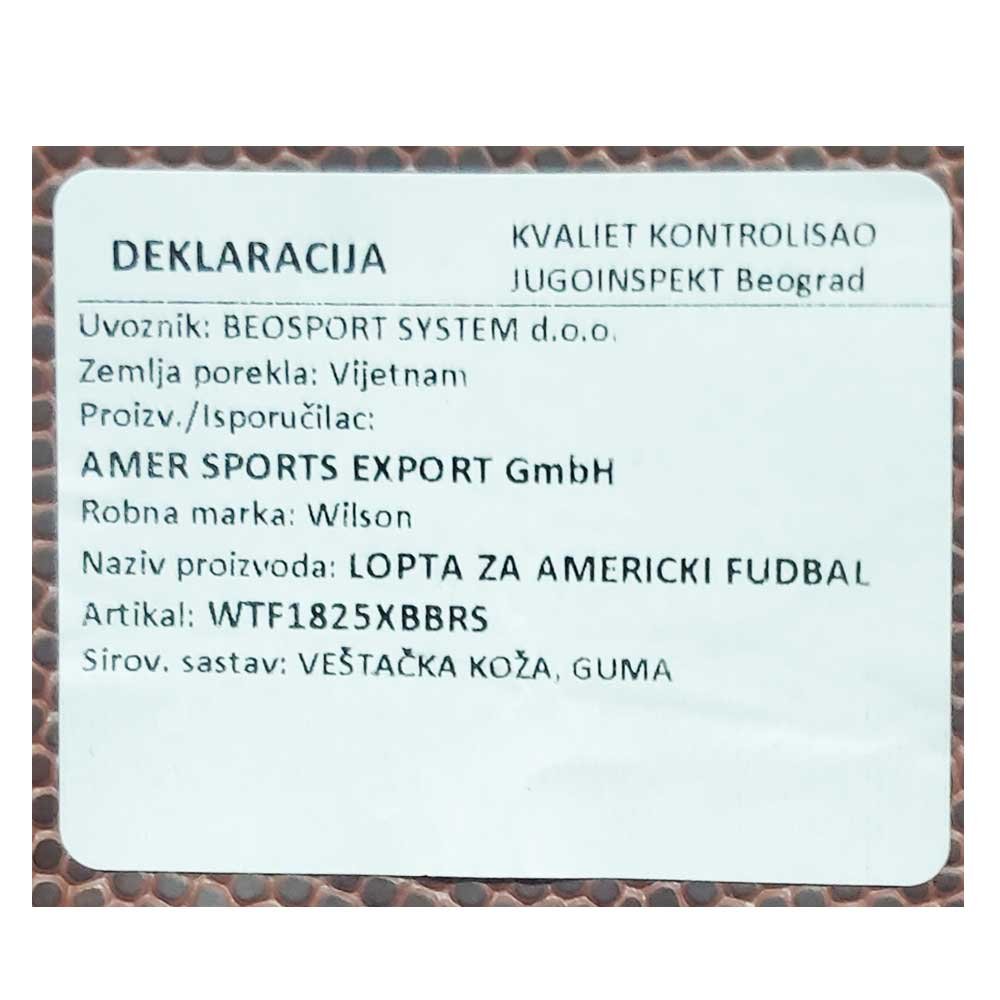 DEKLARACIJA
KVALIET KONTROLISAO
JUGOINSPEKT Beograd
Uvoznik: BEOSPORT SYSTEM d.o.o.
Zemlja porekla: Vijetnam
Proizv./Isporučilac:
AMER SPORTS EXPORT GmbH
Robna marka: Wilson
Naziv proizvoda: LOPTA ZA AMERICKI FUDBAL
Artikal: WTF1825XBBRS
Sirov. sastav: VEŠTAČKA KOŽA, GUMA